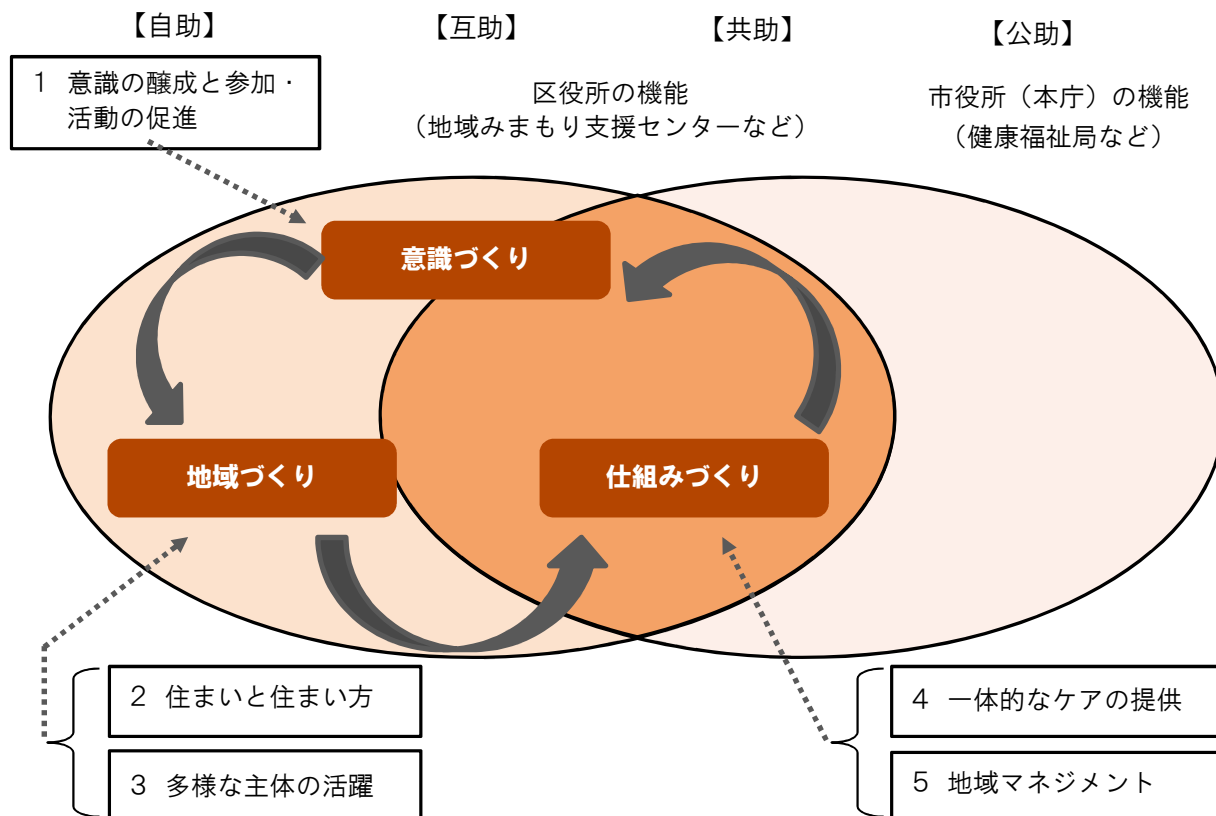 【自助】
【互助】
【共助】
【公助】
1 意識の醸成と参加・
活動の促進
区役所の機能
（地域みまもり支援センターなど）
市役所（本庁）の機能
（健康福祉局など）
意識づくり
地域づくり
仕組みづくり
2 住まいと住まい方
3 多様な主体の活躍
4 一体的なケアの提供
5 地域マネジメント